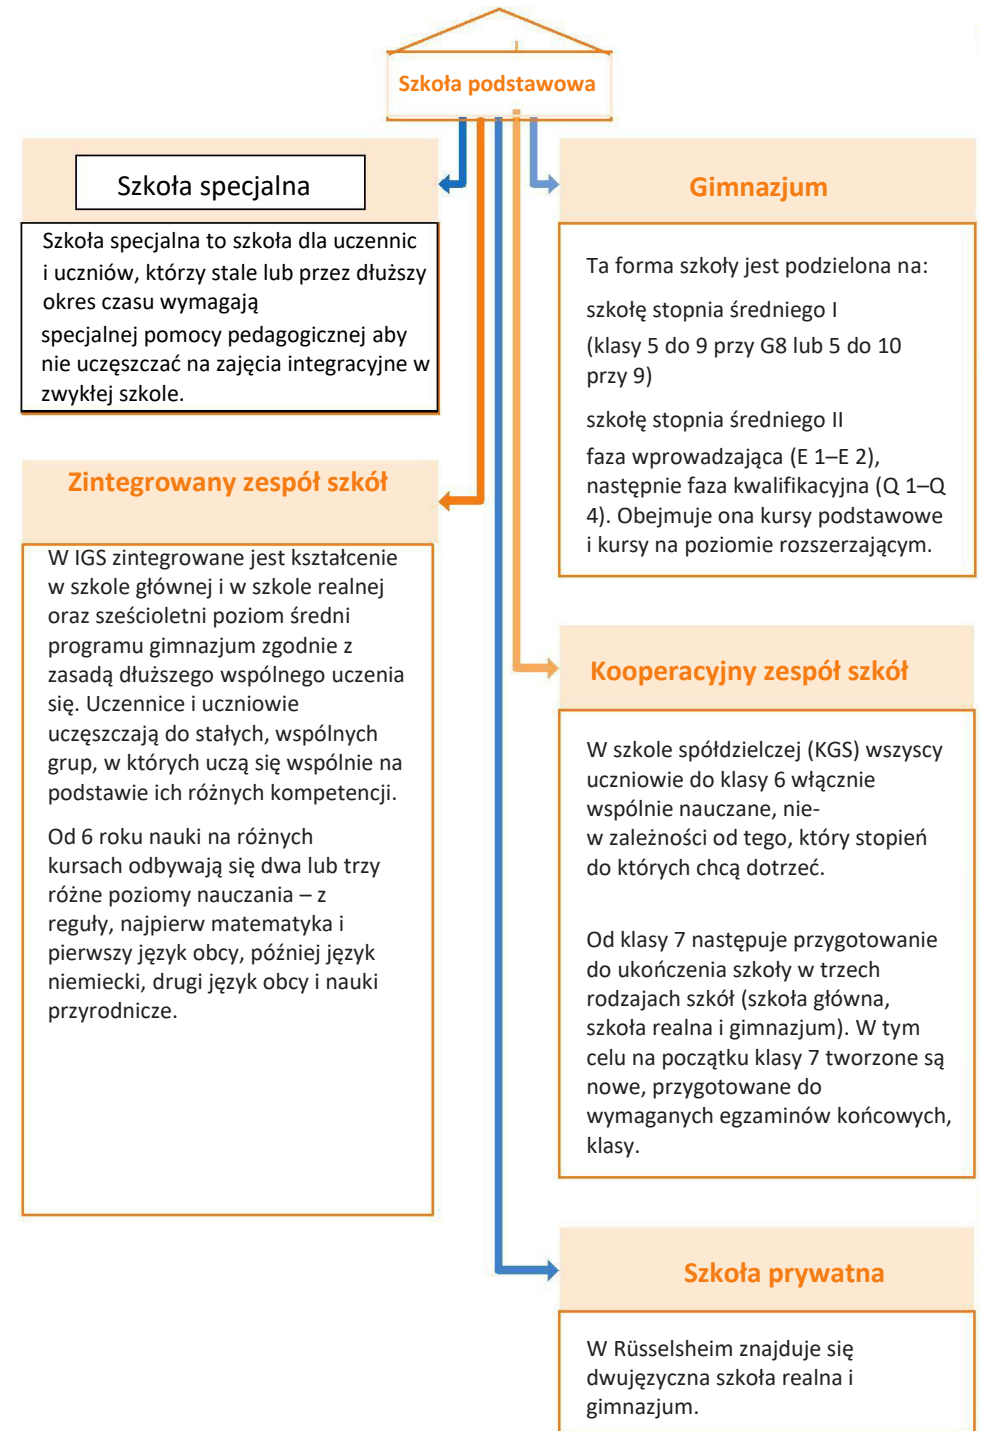 Szkoła podstawowa
Szkoła specjalna
Szkoła specjalna to szkoła dla uczennic
i uczniów, którzy stale lub przez dłuższy
okres czasu wymagają
specjalnej pomocy pedagogicznej aby
nie uczęszczać na zajęcia integracyjne w
zwykłej szkole.
Gimnazjum
Ta forma szkoły jest podzielona na:
szkołę stopnia średniego I
(klasy 5 do 9 przy G8 lub 5 do 10
przy 9)
szkołę stopnia średniego II
faza wprowadzająca (E 1–E 2),
następnie faza kwalifikacyjna (Q 1–Q
4). Obejmuje ona kursy podstawowe
i kursy na poziomie rozszerzającym.
Zintegrowany zespół szkół
W IGS zintegrowane jest kształcenie
w szkole głównej i w szkole realnej
oraz sześcioletni poziom średni
programu gimnazjum zgodnie z
zasadą dłuższego wspólnego uczenia
się. Uczennice i uczniowie
uczęszczają do stałych, wspólnych
grup, w których uczą się wspólnie na
podstawie ich różnych kompetencji.
Od 6 roku nauki na różnych
kursach odbywają się dwa lub trzy
różne poziomy nauczania – z
reguły, najpierw matematyka i
pierwszy język obcy, później język
niemiecki, drugi język obcy i nauki
przyrodnicze.
Kooperacyjny zespół szkół
W szkole spółdzielczej (KGS) wszyscy
uczniowie do klasy 6 włącznie
wspólnie nauczane, nie-
w zależności od tego, który stopień
do których chcą dotrzeć.
Od klasy 7 następuje przygotowanie
do ukończenia szkoły w trzech
rodzajach szkół (szkoła główna,
szkoła realna i gimnazjum). W tym
celu na początku klasy 7 tworzone są
nowe, przygotowane do
wymaganych egzaminów końcowych,
klasy.
Szkoła prywatna
W Rüsselsheim znajduje się
dwujęzyczna szkoła realna i
gimnazjum.